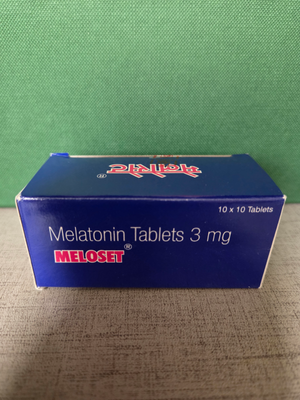 मेलोसेट®
10 x 10 Tablets
Melatonin Tablets 3 mg
MELOSET®